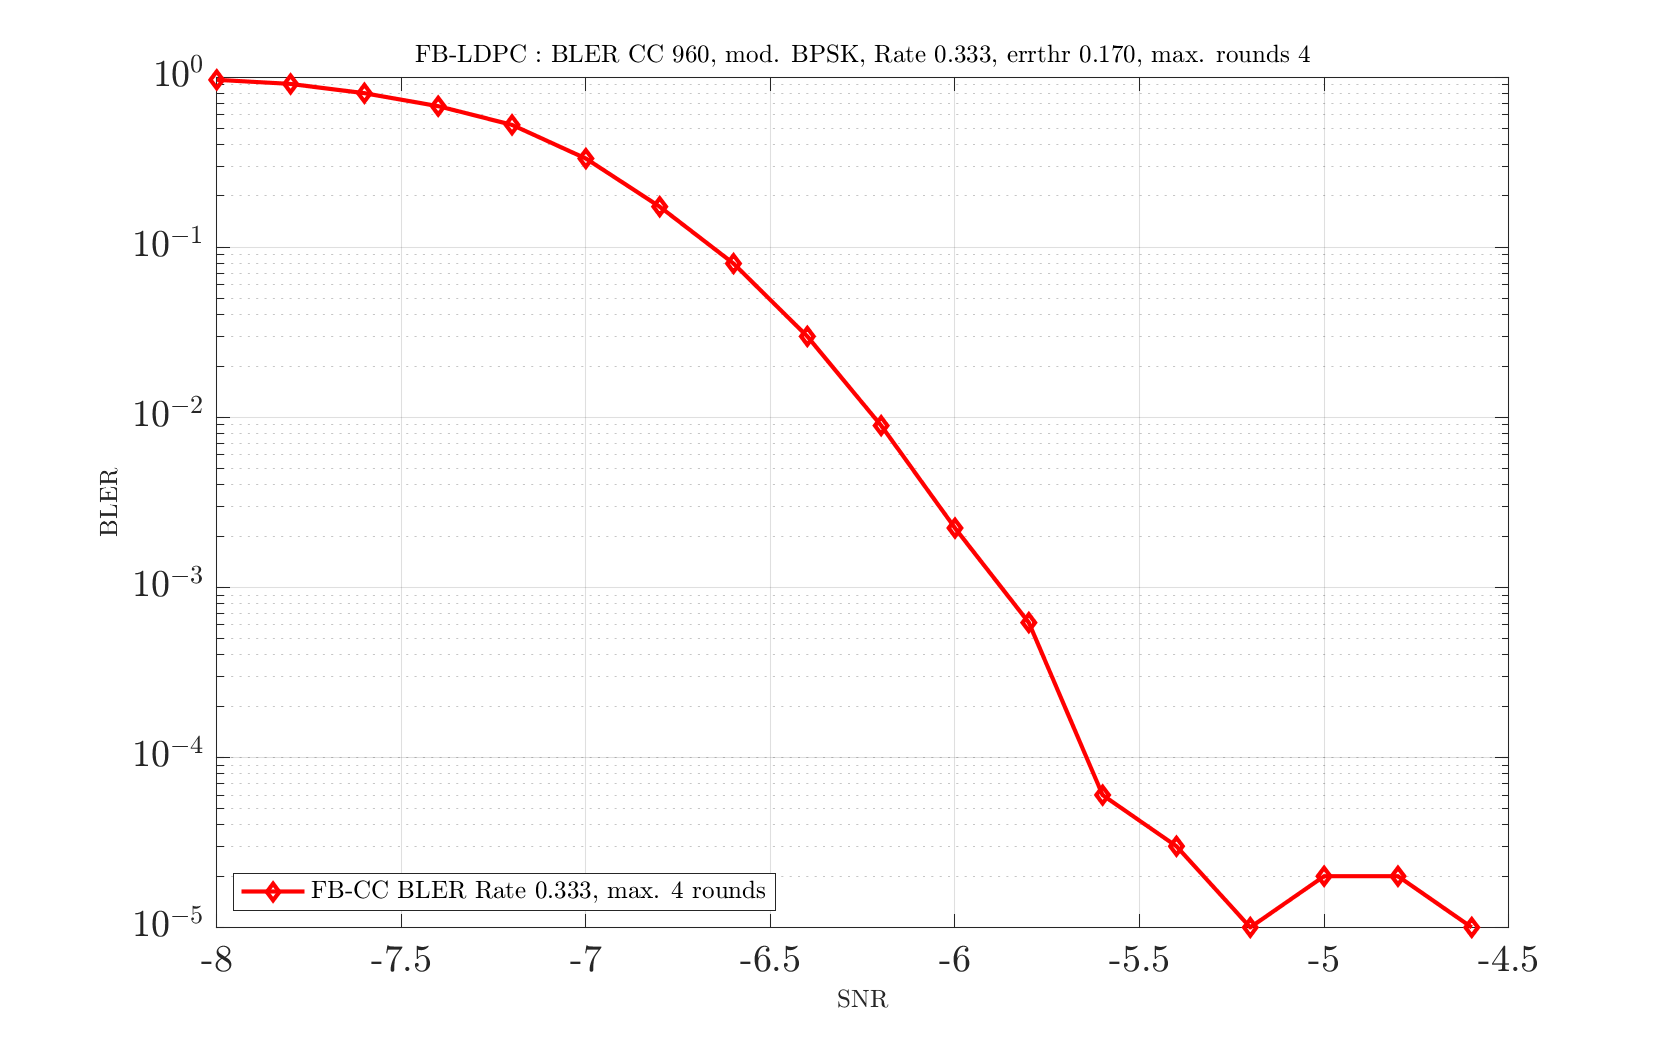 FB-LDPC : BLER CC 960, mod. BPSK, Rate 0.333, errthr 0.170, max. rounds 4
10^0
10^-1
10^-2
10^-3
10^-4
10^-5
BLER
FB-CC BLER Rate 0.333, max. 4 rounds
-8 -7.5 -7 -6.5 -6 -5.5 -5 -4.5
SNR